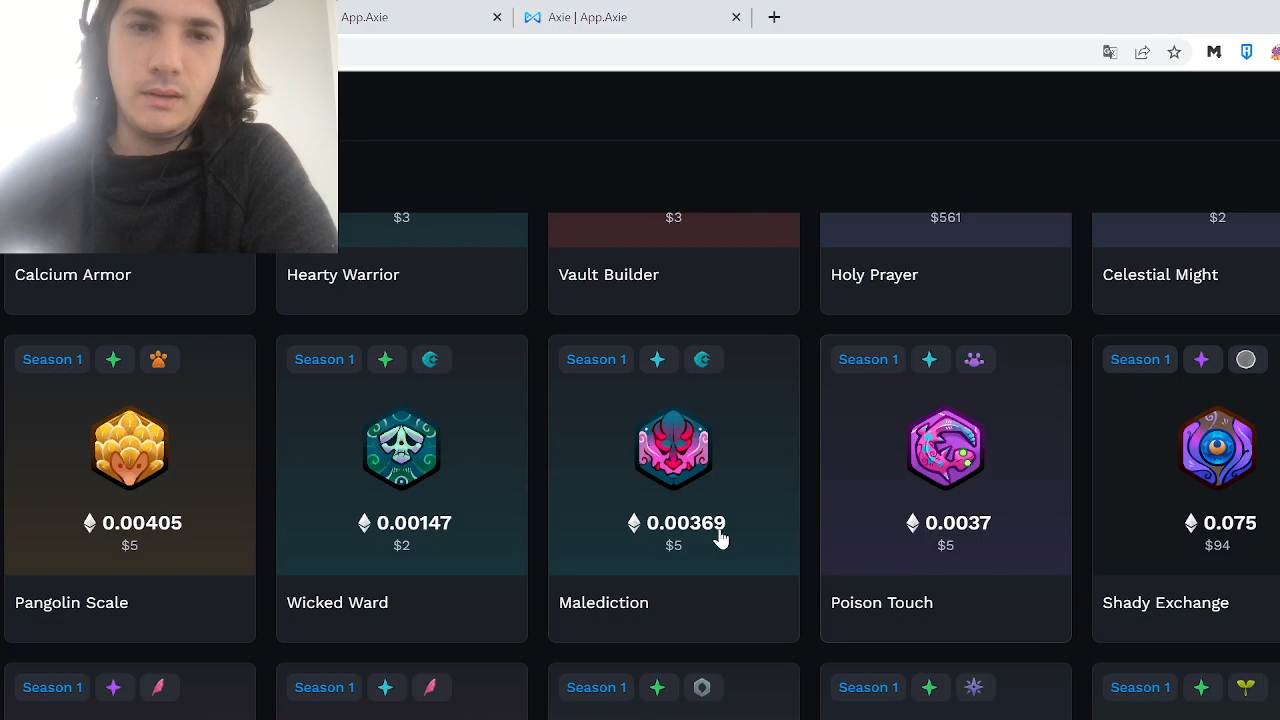 App.Axie
Axie | App.Axie
$3
$3
$561
$2
Calcium Armor
Hearty Warrior
Vault Builder
Holy Prayer
Celestial Might
Season 1
Season 1
Season 1
Season 1
Season 1
0.00405
0.00147
0.00369
0.0037
0.075
$5
$2
$5
$5
$94
Pangolin Scale
Wicked Ward
Malediction
Poison Touch
Shady Exchange
Season 1
Season 1
Season 1
Season 1
Season 1